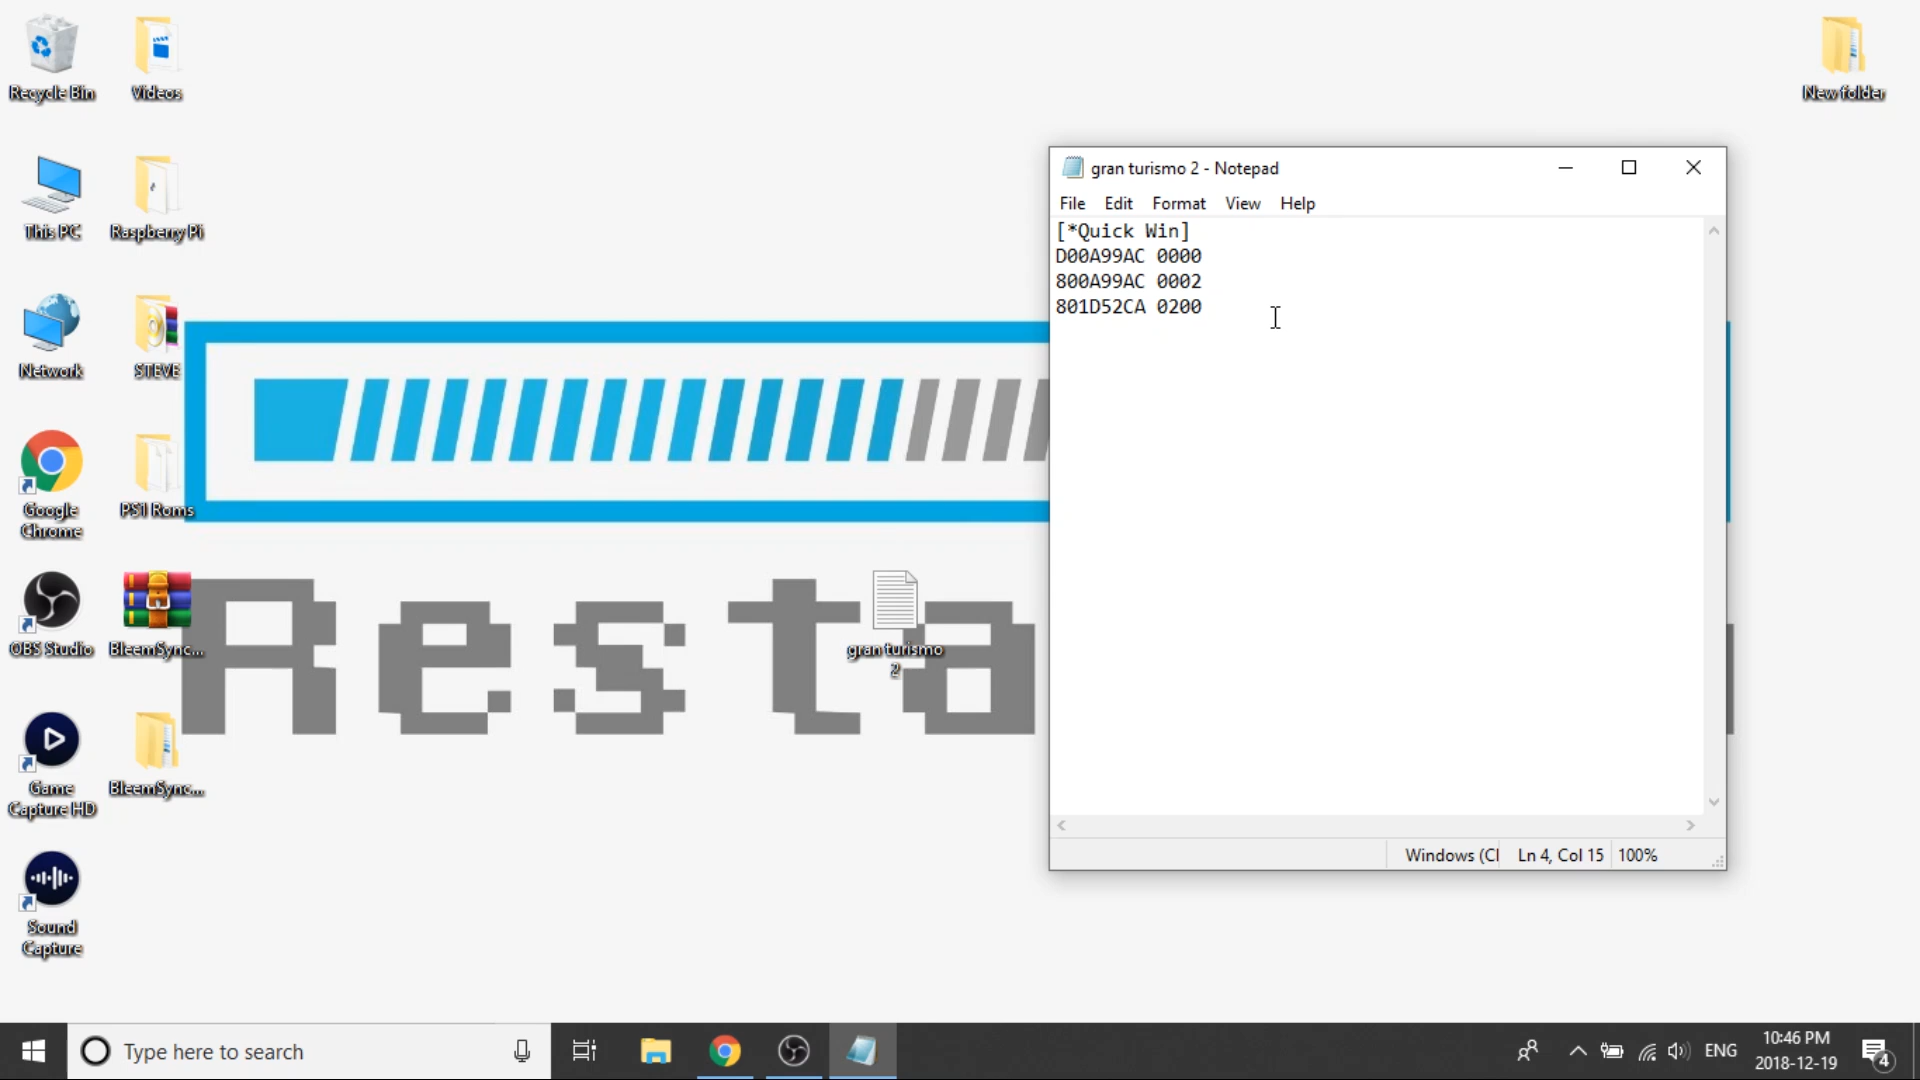 Recycle Bin
Videos
New folder
This PC
Raspberry Pi
Network
STEVE
Google Chrome
PS1 Roms
OBS Studio
BleemSync...
Game Capture HD
BleemSync...
Sound Capture
gran turismo 2
Resta
gran turismo 2 - Notepad
File Edit Format View Help
[*Quick Win]
D00A99AC 0000
800A99AC 0002
801D52CA 0200
Windows (Cl
Ln 4, Col 15
100%
Type here to search
ENG
10:46 PM
2018-12-19
4